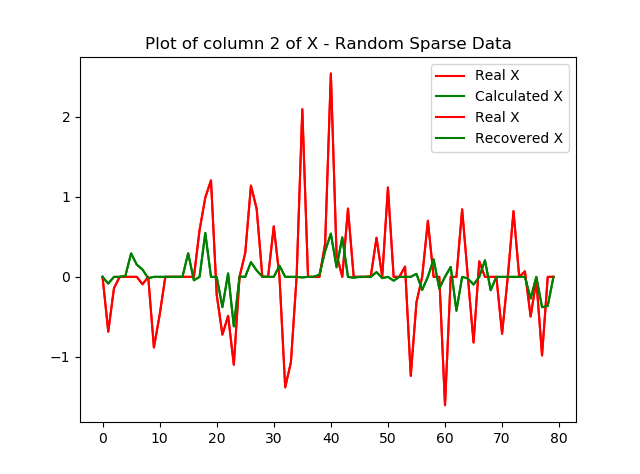 Plot of column 2 of X - Random Sparse Data
Real X
Calculated X
Real X
Recovered X
2
1
0
−1
0 10 20 30 40 50 60 70 80